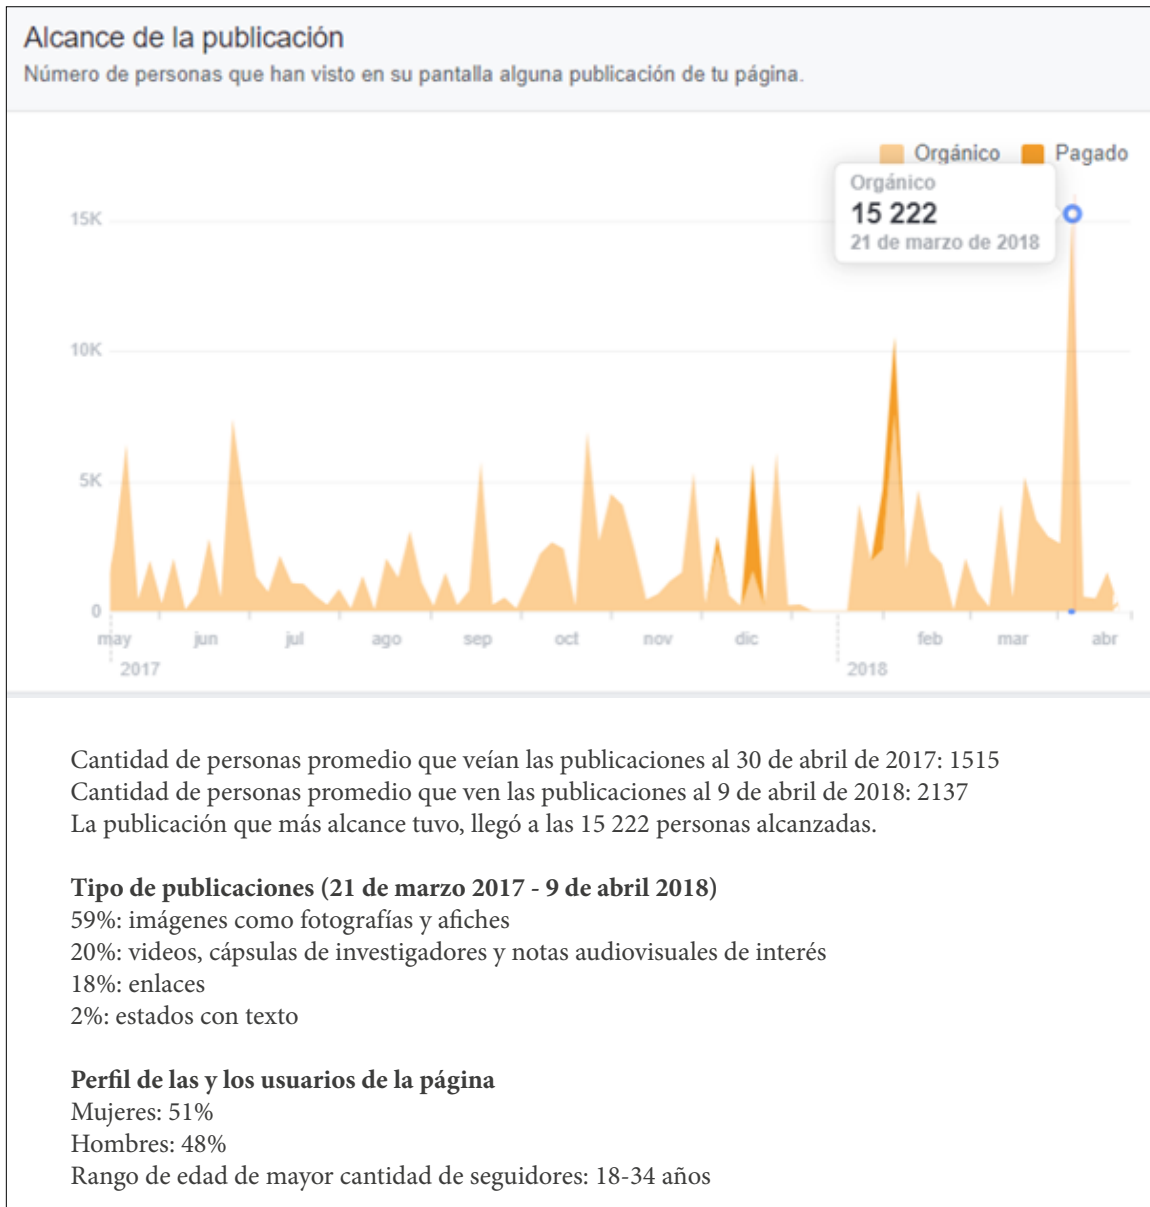 Alcance de la publicación
Número de personas que han visto en su pantalla alguna publicación de tu página.
Orgánico Pagado
Orgánico
15 222
21 de marzo de 2018
15K
10K
5K
0
may jun jul ago sep oct nov dic feb mar abr
2017 2018
Cantidad de personas promedio que veían las publicaciones al 30 de abril de 2017: 1515
Cantidad de personas promedio que ven las publicaciones al 9 de abril de 2018: 2137
La publicación que más alcance tuvo, llegó a las 15 222 personas alcanzadas.
Tipo de publicaciones (21 de marzo 2017 - 9 de abril 2018)
59%: imágenes como fotografías y afiches
20%: videos, cápsulas de investigadores y notas audiovisuales de interés
18%: enlaces
2%: estados con texto
Perfil de las y los usuarios de la página
Mujeres: 51%
Hombres: 48%
Rango de edad de mayor cantidad de seguidores: 18-34 años